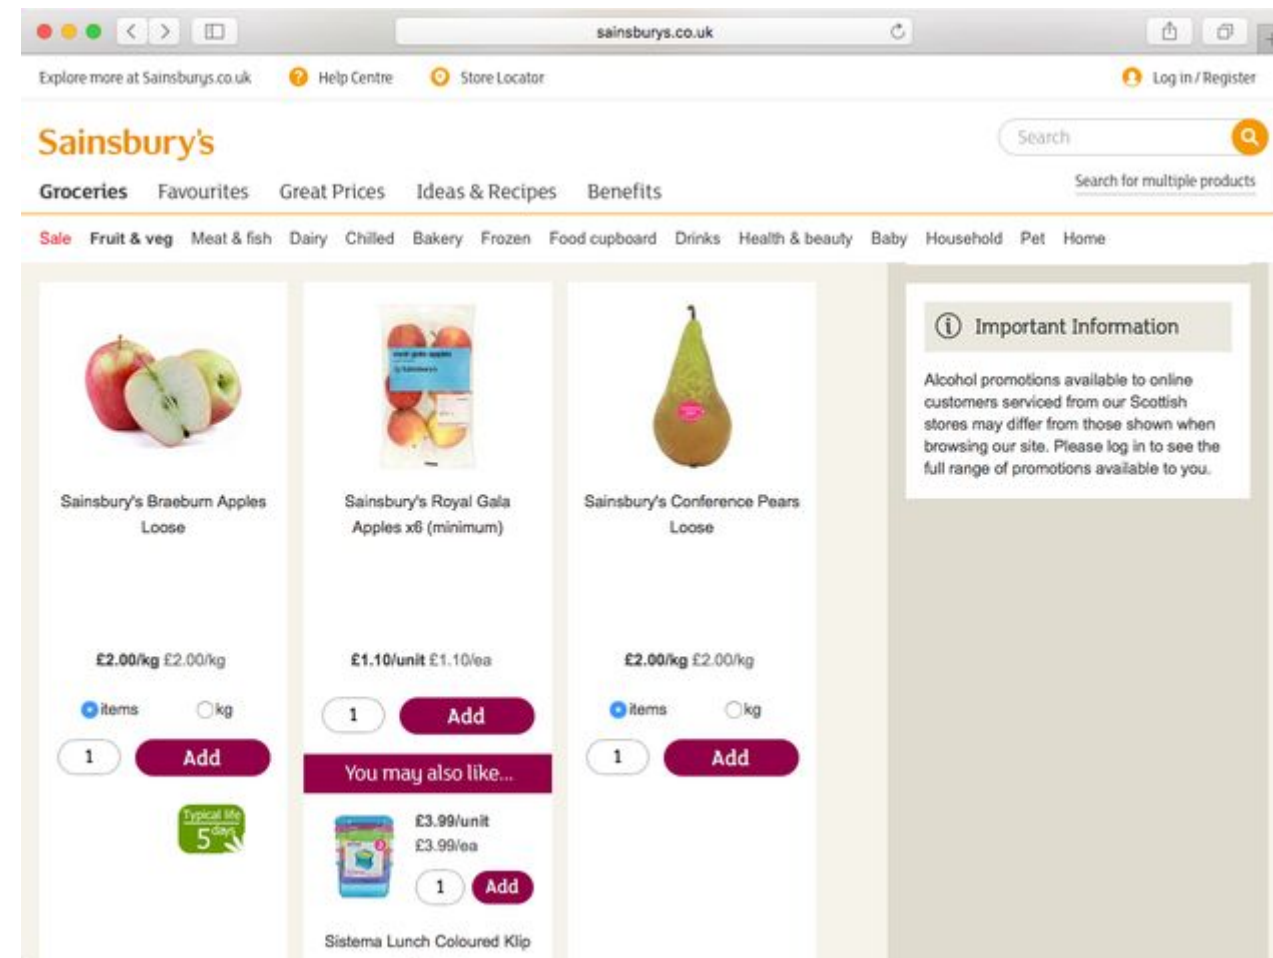 sainsburys.co.uk
Explore more at Sainsburys.co.uk
Help Centre
Store Locator
Log in / Register
Sainsbury's
Search
Groceries Favourites Great Prices Ideas & Recipes Benefits
Search for multiple products
Sale Fruit & veg Meat & fish Dairy Chilled Bakery Frozen Food cupboard Drinks Health & beauty Baby Household Pet Home
Sainsbury's Braeburn Apples
Loose
£2.00/kg £2.00/kg
items kg
1 Add
Typical life
5 days
royal gala apples
by Sainsbury's
Sainsbury's Royal Gala
Apples x6 (minimum)
£1.10/unit £1.10/ea
1 Add
You may also like...
£3.99/unit
£3.99/ea
1 Add
Sistema Lunch Coloured Klip
Sainsbury's Conference Pears
Loose
£2.00/kg £2.00/kg
items kg
1 Add
Important Information
Alcohol promotions available to online
customers serviced from our Scottish
stores may differ from those shown when
browsing our site. Please log in to see the
full range of promotions available to you.